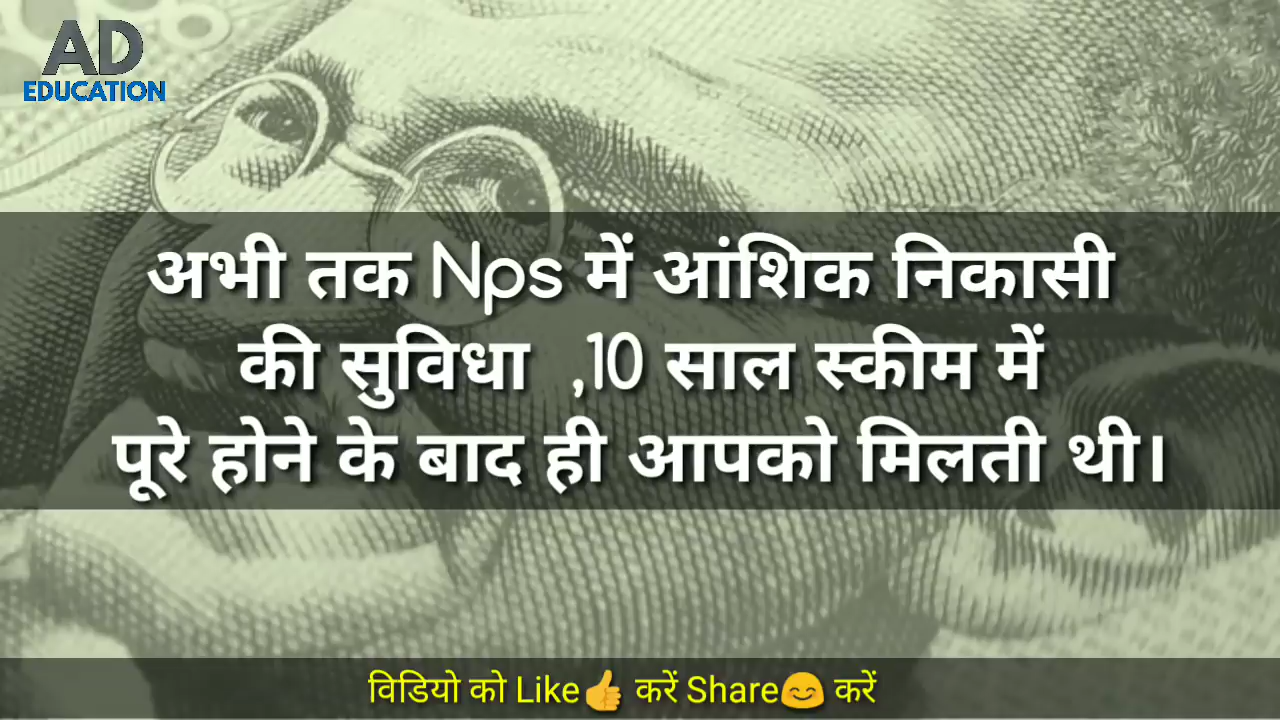 AD
EDUCATION
अभी तक Nps में आंशिक निकासी
की सुविधा ,10 साल स्कीम में
पूरे होने के बाद ही आपको मिलती थी।
विडियो को Like👍 करें Share😊 करें